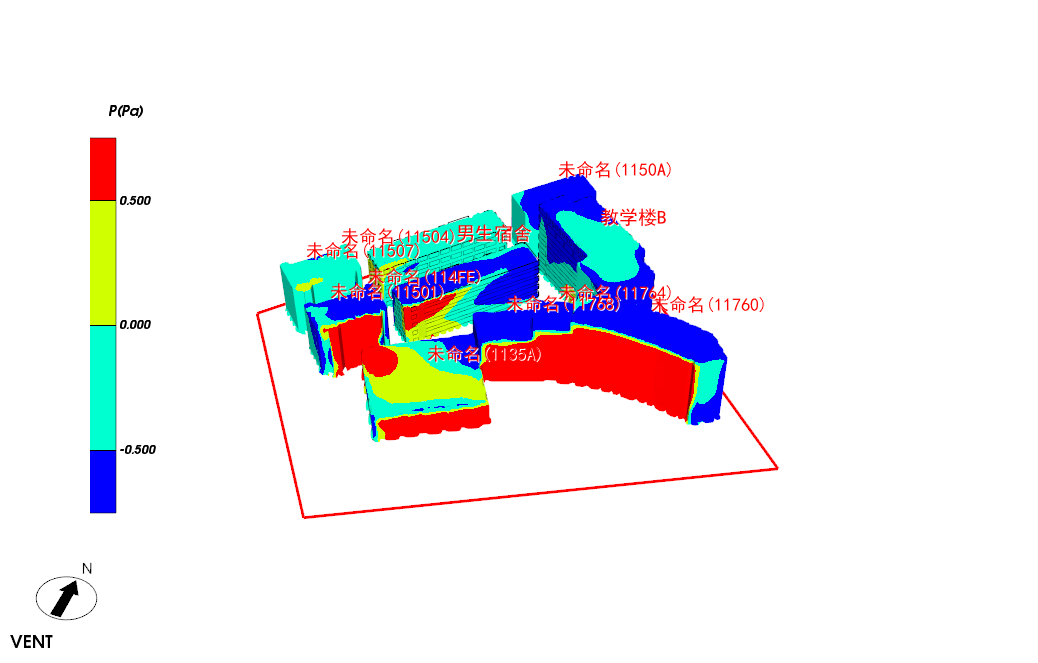 P(Pa)
0.500
0.000
-0.500
未命名(1150A)
教学楼B
未命名(11504)
男生宿舍
未命名(11507)
未命名(114FE)
未命名(11501)
未命名(11764)
未命名(11768)
未命名(11760)
未命名(1135A)
N
VENT